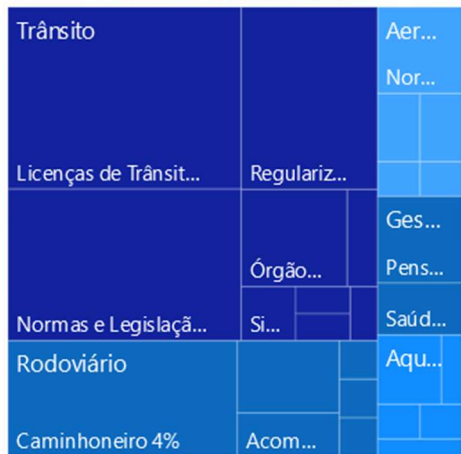 Trânsito
Licenças de Trânsit...
Regulariz...
Normas e Legislaçã...
Órgão...
Si...
Rodoviário
Caminhoneiro 4%
Acom...
Aer...
Nor...
Ges...
Pens...
Saúd...
Aqu...